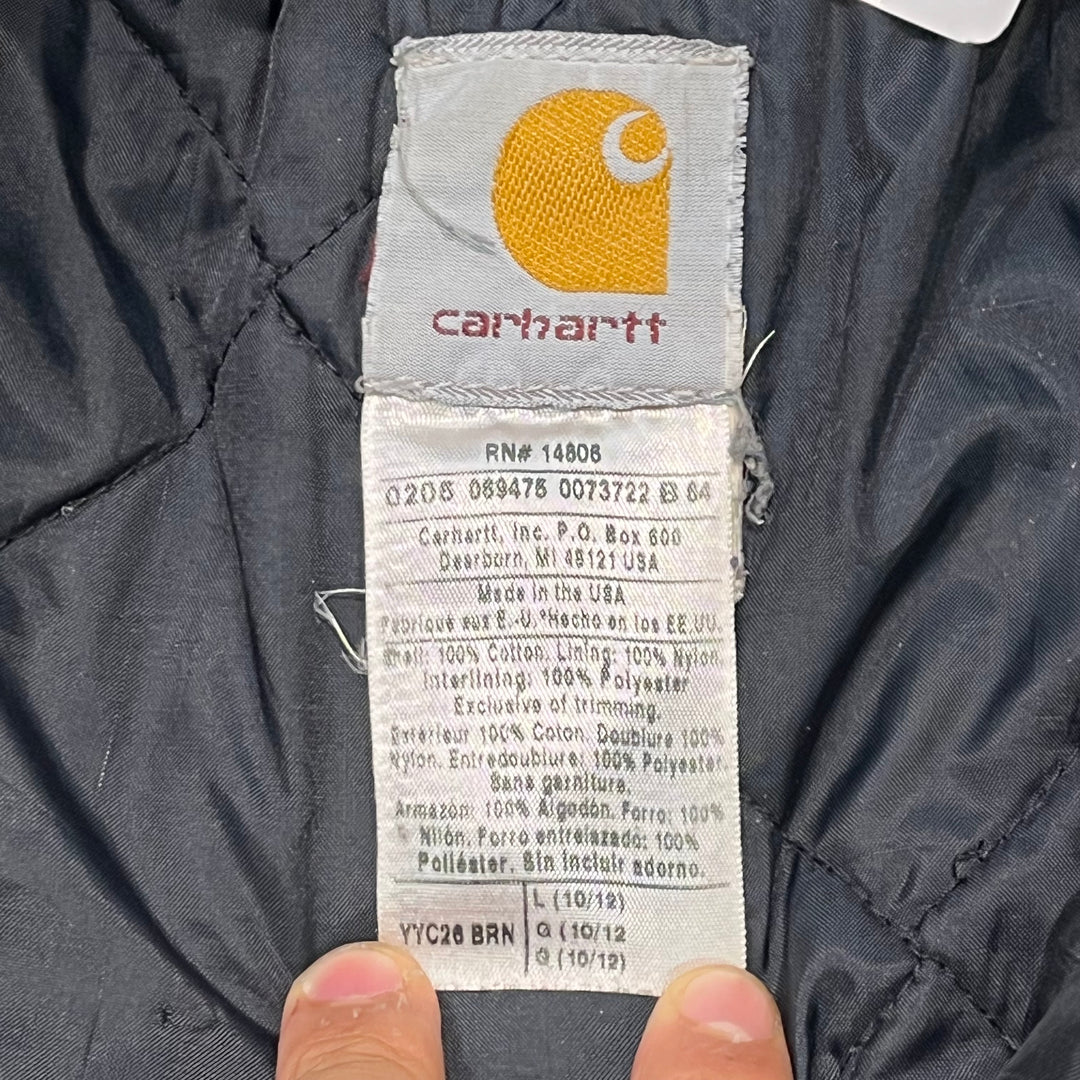 carhartt
RN# 14806
0206 059475 0073722 B 64
Carhartt, Inc. P.O. Box 600
Dearborn, MI 48121 USA
Made in the USA
Fabrique aux E.-U.*Hecho en los EE.UU.
Shell: 100% Cotton. Lining: 100% Nylon.
Interlining: 100% Polyester
Exclusive of trimming.
Extérieur 100% Coton. Doublure 100%
Nylon. Entredoublure: 100% Polyester.
Sans garniture.
Armazón: 100% Algodón. Forro: 100%
Nilón. Forro entrelazado: 100%
Poliéster. Sin incluir adorno.
YYC26 BRN
L (10/12)
G (10/12
G (10/12)